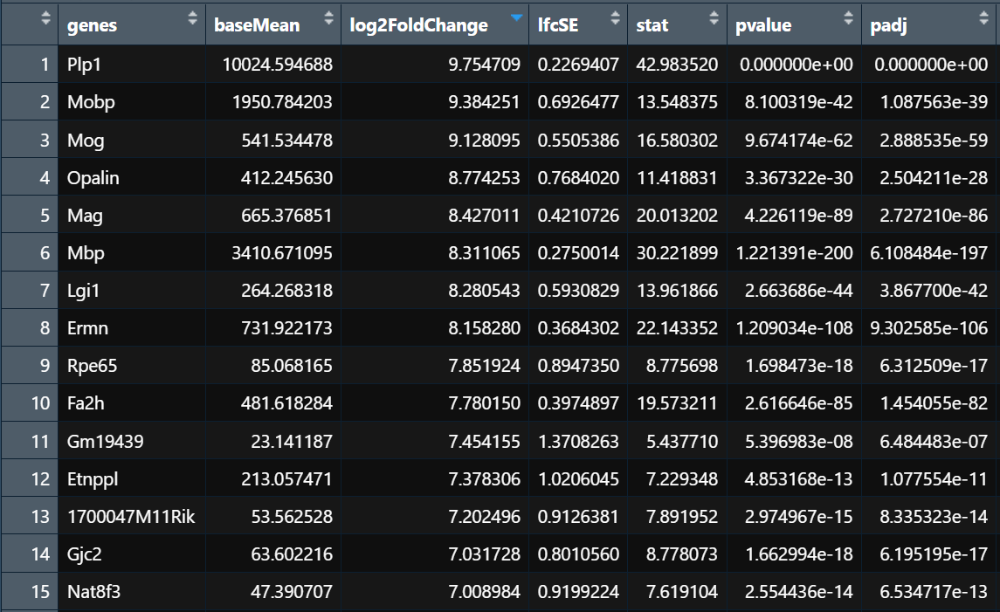 genes baseMean log2FoldChange lfcSE stat pvalue padj
1 Plp1 10024.594688 9.754709 0.2269407 42.983520 0.000000e+00 0.000000e+00
2 Mobp 1950.784203 9.384251 0.6926477 13.548375 8.100319e-42 1.087563e-39
3 Mog 541.534478 9.128095 0.5505386 16.580302 9.674174e-62 2.888535e-59
4 Opalin 412.245630 8.774253 0.7684020 11.418831 3.367322e-30 2.504211e-28
5 Mag 665.376851 8.427011 0.4210726 20.013202 4.226119e-89 2.727210e-86
6 Mbp 3410.671095 8.311065 0.2750014 30.221899 1.221391e-200 6.108484e-197
7 Lgi1 264.268318 8.280543 0.5930829 13.961866 2.663686e-44 3.867700e-42
8 Ermn 731.922173 8.158280 0.3684302 22.143352 1.209034e-108 9.302585e-106
9 Rpe65 85.068165 7.851924 0.8947350 8.775698 1.698473e-18 6.312509e-17
10 Fa2h 481.618284 7.780150 0.3974897 19.573211 2.616646e-85 1.454055e-82
11 Gm19439 23.141187 7.454155 1.3708263 5.437710 5.396983e-08 6.484483e-07
12 Etnppl 213.057471 7.378306 1.0206045 7.229348 4.853168e-13 1.077554e-11
13 1700047M11Rik 53.562528 7.202496 0.9126381 7.891952 2.974967e-15 8.335323e-14
14 Gjc2 63.602216 7.031728 0.8010560 8.778073 1.662994e-18 6.195195e-17
15 Nat8f3 47.390707 7.008984 0.9199224 7.619104 2.554436e-14 6.534717e-13